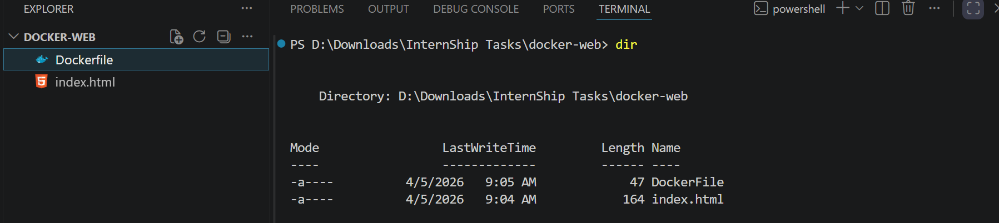 EXPLORER
DOCKER-WEB
Dockerfile
index.html
PROBLEMS OUTPUT DEBUG CONSOLE PORTS TERMINAL
powershell
PS D:\Downloads\InternShip Tasks\docker-web> dir
Directory: D:\Downloads\InternShip Tasks\docker-web
Mode LastWriteTime Length Name
---- ------------- ------ ----
-a---- 4/5/2026 9:05 AM 47 DockerFile
-a---- 4/5/2026 9:04 AM 164 index.html